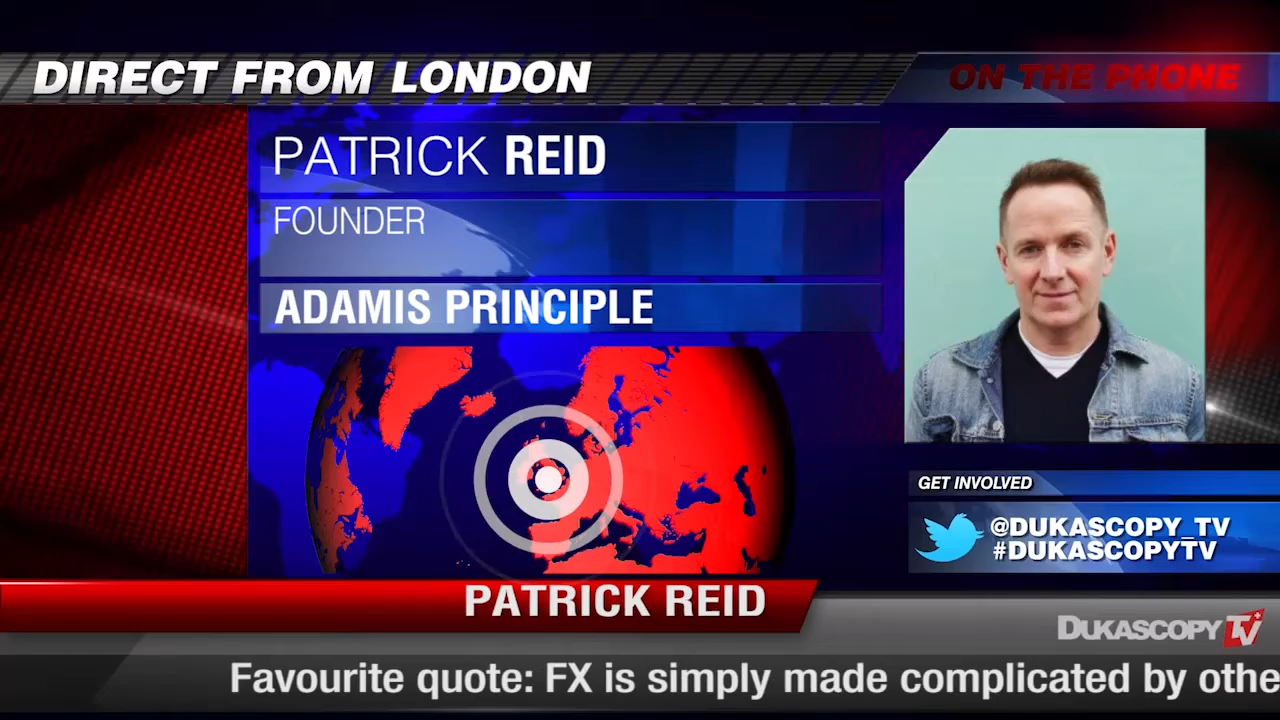 DIRECT FROM LONDON
ON THE PHONE
PATRICK REID
FOUNDER
ADAMIS PRINCIPLE
GET INVOLVED
@DUKASCOPY_TV
#DUKASCOPYTV
PATRICK REID
DUKASCOPY TV
Favourite quote: FX is simply made complicated by othe